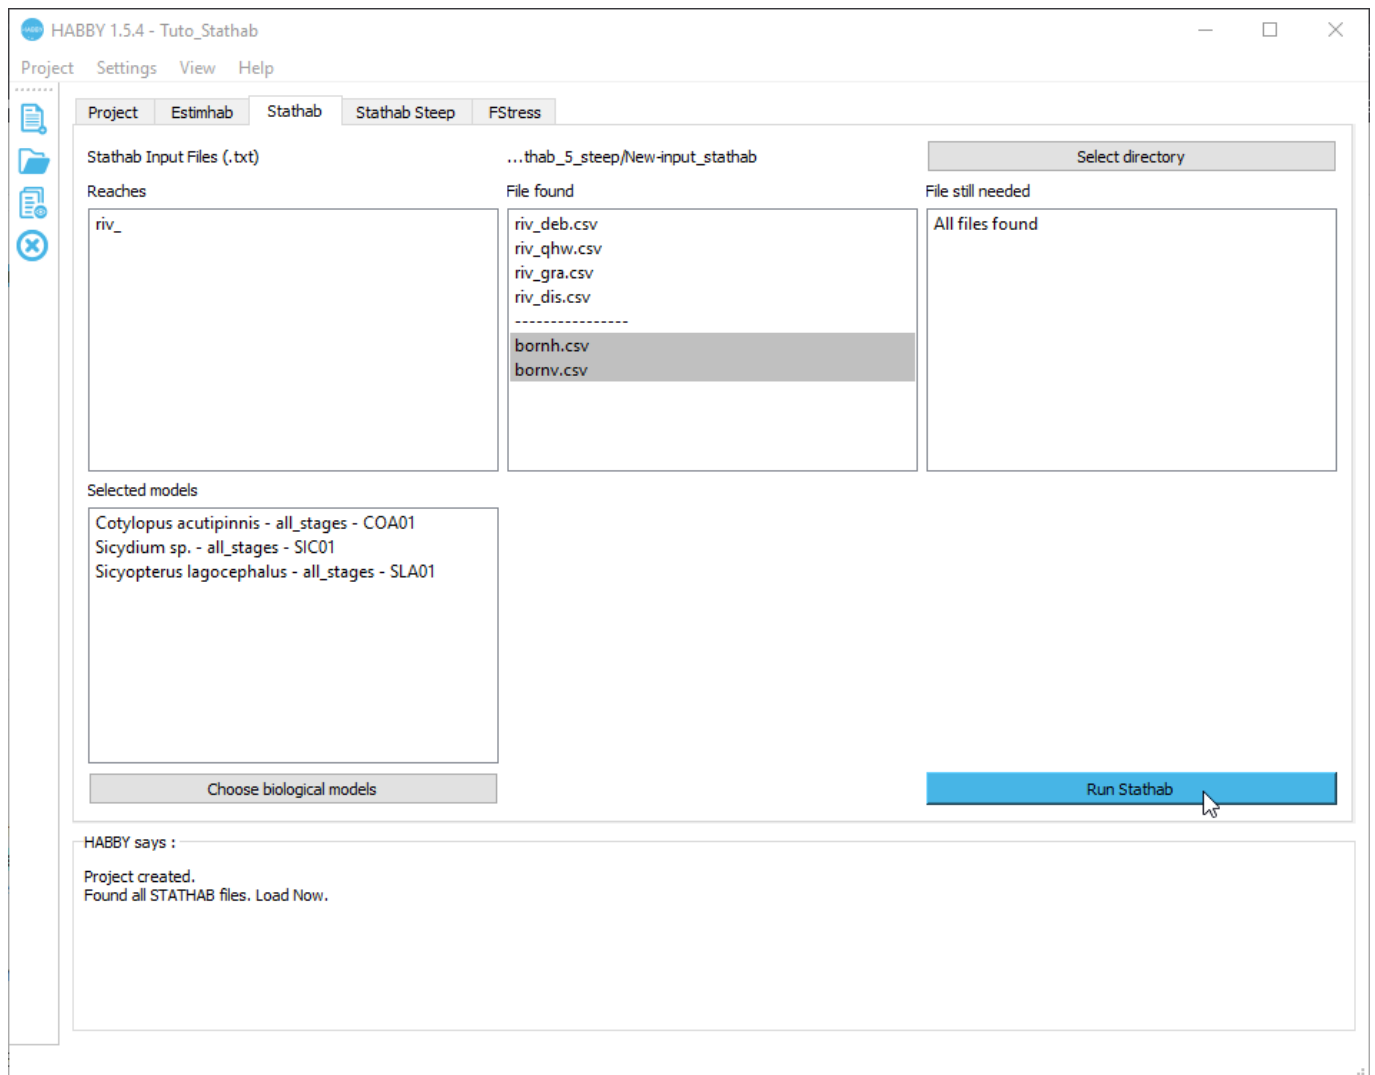 HABBY 1.5.4 - Tuto_Stathab
Project Settings View Help
Project Estimhab Stathab Stathab Steep FStress
Stathab Input Files (.txt) ...thab_5_steep/New-input_stathab Select directory
Reaches File found File still needed
riv_ riv_deb.csv All files found
riv_qhw.csv
riv_gra.csv
riv_dis.csv
----------------
bornh.csv
bornv.csv
Selected models
Cotylopus acutipinnis - all_stages - COA01
Sicydium sp. - all_stages - SIC01
Sicyopterus lagocephalus - all_stages - SLA01
Choose biological models Run Stathab
HABBY says :
Project created.
Found all STATHAB files. Load Now.